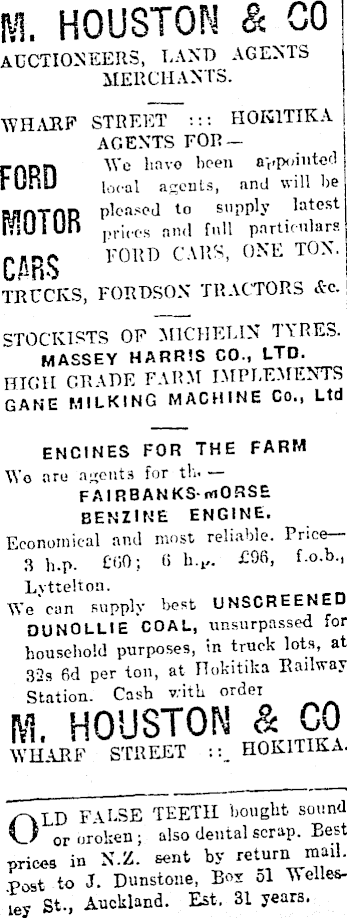 M. HOUSTON & CO
AUCTIONEERS, LAND AGENTS
MERCHANTS.
WHARF STREET ::: HOKITIKA
AGENTS FOR—
FORD
MOTOR
CARS
We have been appointed
local agents, and will be
pleased to supply latest
prices and full particulars
FORD CARS, ONE TON.
TRUCKS, FORDSON TRACTORS &c.
STOCKISTS OF MICHELIN TYRES.
MASSEY HARRIS CO., LTD.
HIGH GRADE FARM IMPLEMENTS
GANE MILKING MACHINE Co., Ltd
ENGINES FOR THE FARM
We are agents for the —
FAIRBANKS-mORSE
BENZINE ENGINE.
Economical and most reliable. Price—
3 h.p. £60; 6 h.p. £96, f.o.b.,
Lyttelton.
We can supply best UNSCREENED
DUNOLLIE COAL, unsurpassed for
household purposes, in truck lots, at
32s 6d per ton, at Hokitika Railway
Station. Cash with order
M. HOUSTON & CO
WHARF STREET ::. HOKITIKA.
OLD FALSE TEETH bought sound
or oroken; also dental scrap. Best
prices in N.Z. sent by return mail.
Post to J. Dunstone, Box 51 Welles-
ley St., Auckland. Est. 31 years.